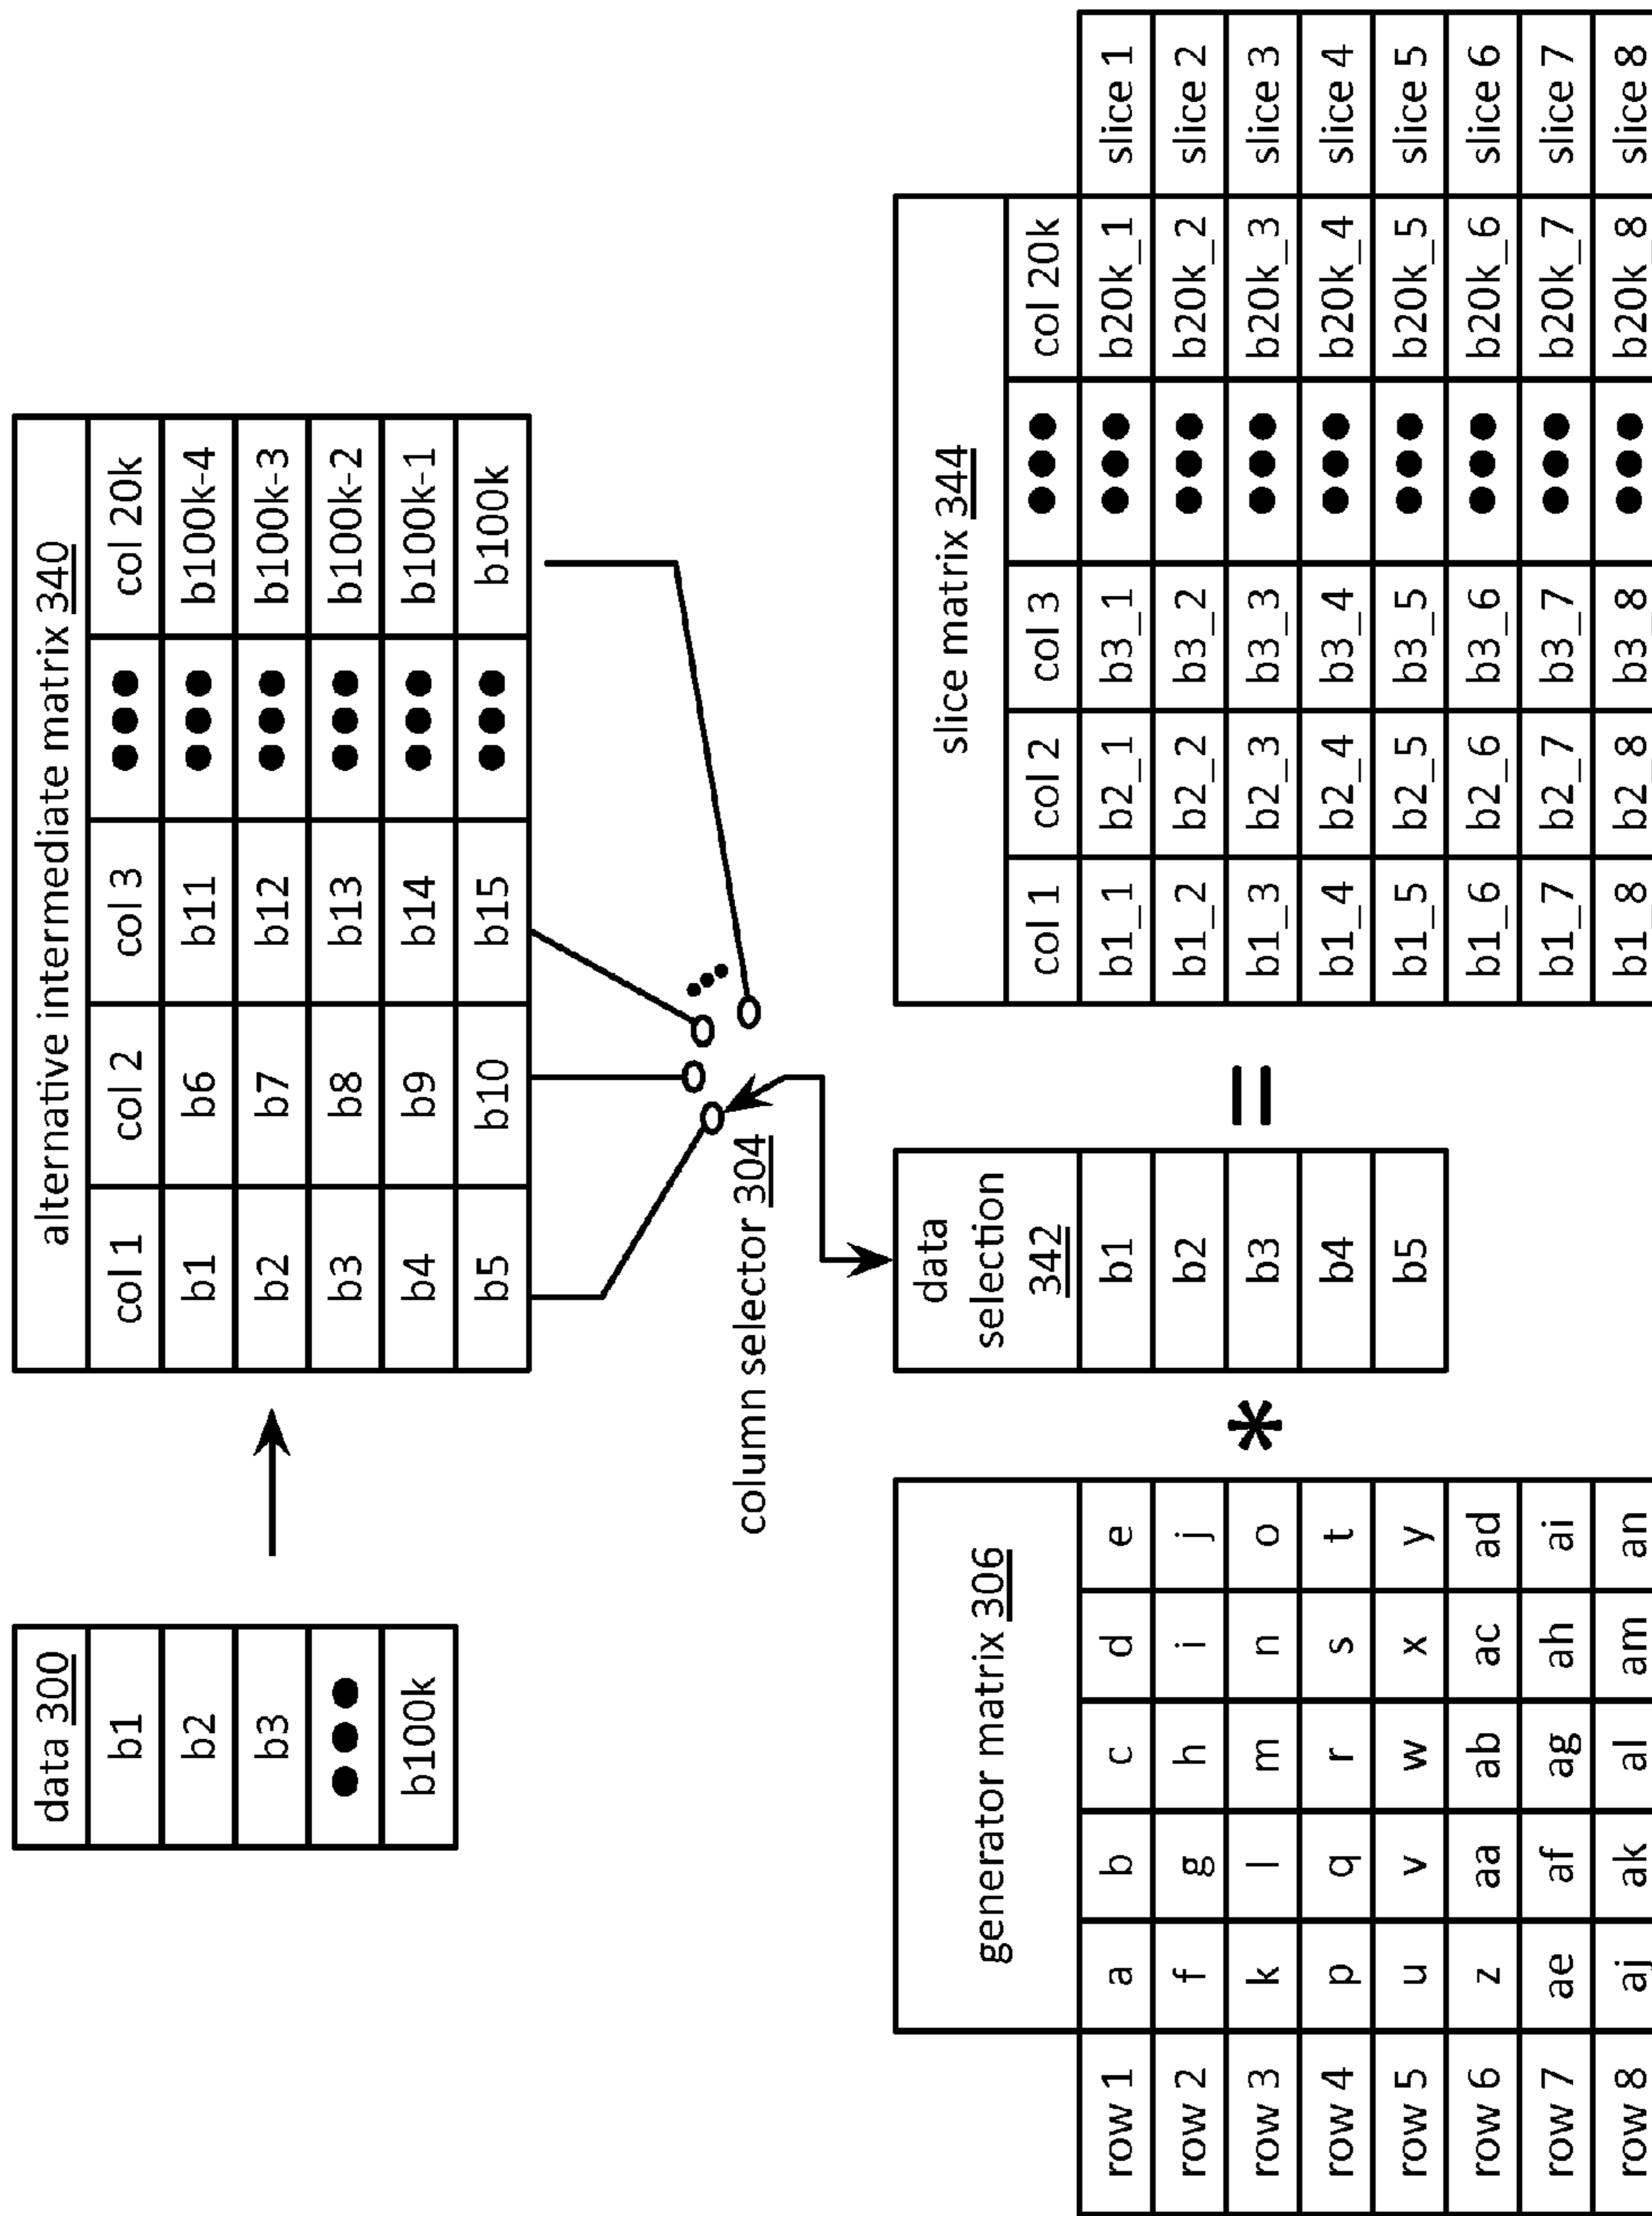 data 300
b1
b2
b3
●●●
b100k
alternative intermediate matrix 340
col 1 col 2 col 3 ●●● col 20k
b1 b6 b11 ●●● b100k-4
b2 b7 b12 ●●● b100k-3
b3 b8 b13 ●●● b100k-2
b4 b9 b14 ●●● b100k-1
b5 b10 b15 ●●● b100k
column selector 304
generator matrix 306
row 1 a b c d e
row 2 f g h i j
row 3 k l m n o
row 4 p q r s t
row 5 u v w x y
row 6 z aa ab ac ad
row 7 ae af ag ah ai
row 8 aj ak al am an
*
data
selection
342
b1
b2
b3
b4
b5
=
slice matrix 344
col 1 col 2 col 3 ●●● col 20k
b1_1 b2_1 b3_1 ●●● b20k_1 slice 1
b1_2 b2_2 b3_2 ●●● b20k_2 slice 2
b1_3 b2_3 b3_3 ●●● b20k_3 slice 3
b1_4 b2_4 b3_4 ●●● b20k_4 slice 4
b1_5 b2_5 b3_5 ●●● b20k_5 slice 5
b1_6 b2_6 b3_6 ●●● b20k_6 slice 6
b1_7 b2_7 b3_7 ●●● b20k_7 slice 7
b1_8 b2_8 b3_8 ●●● b20k_8 slice 8